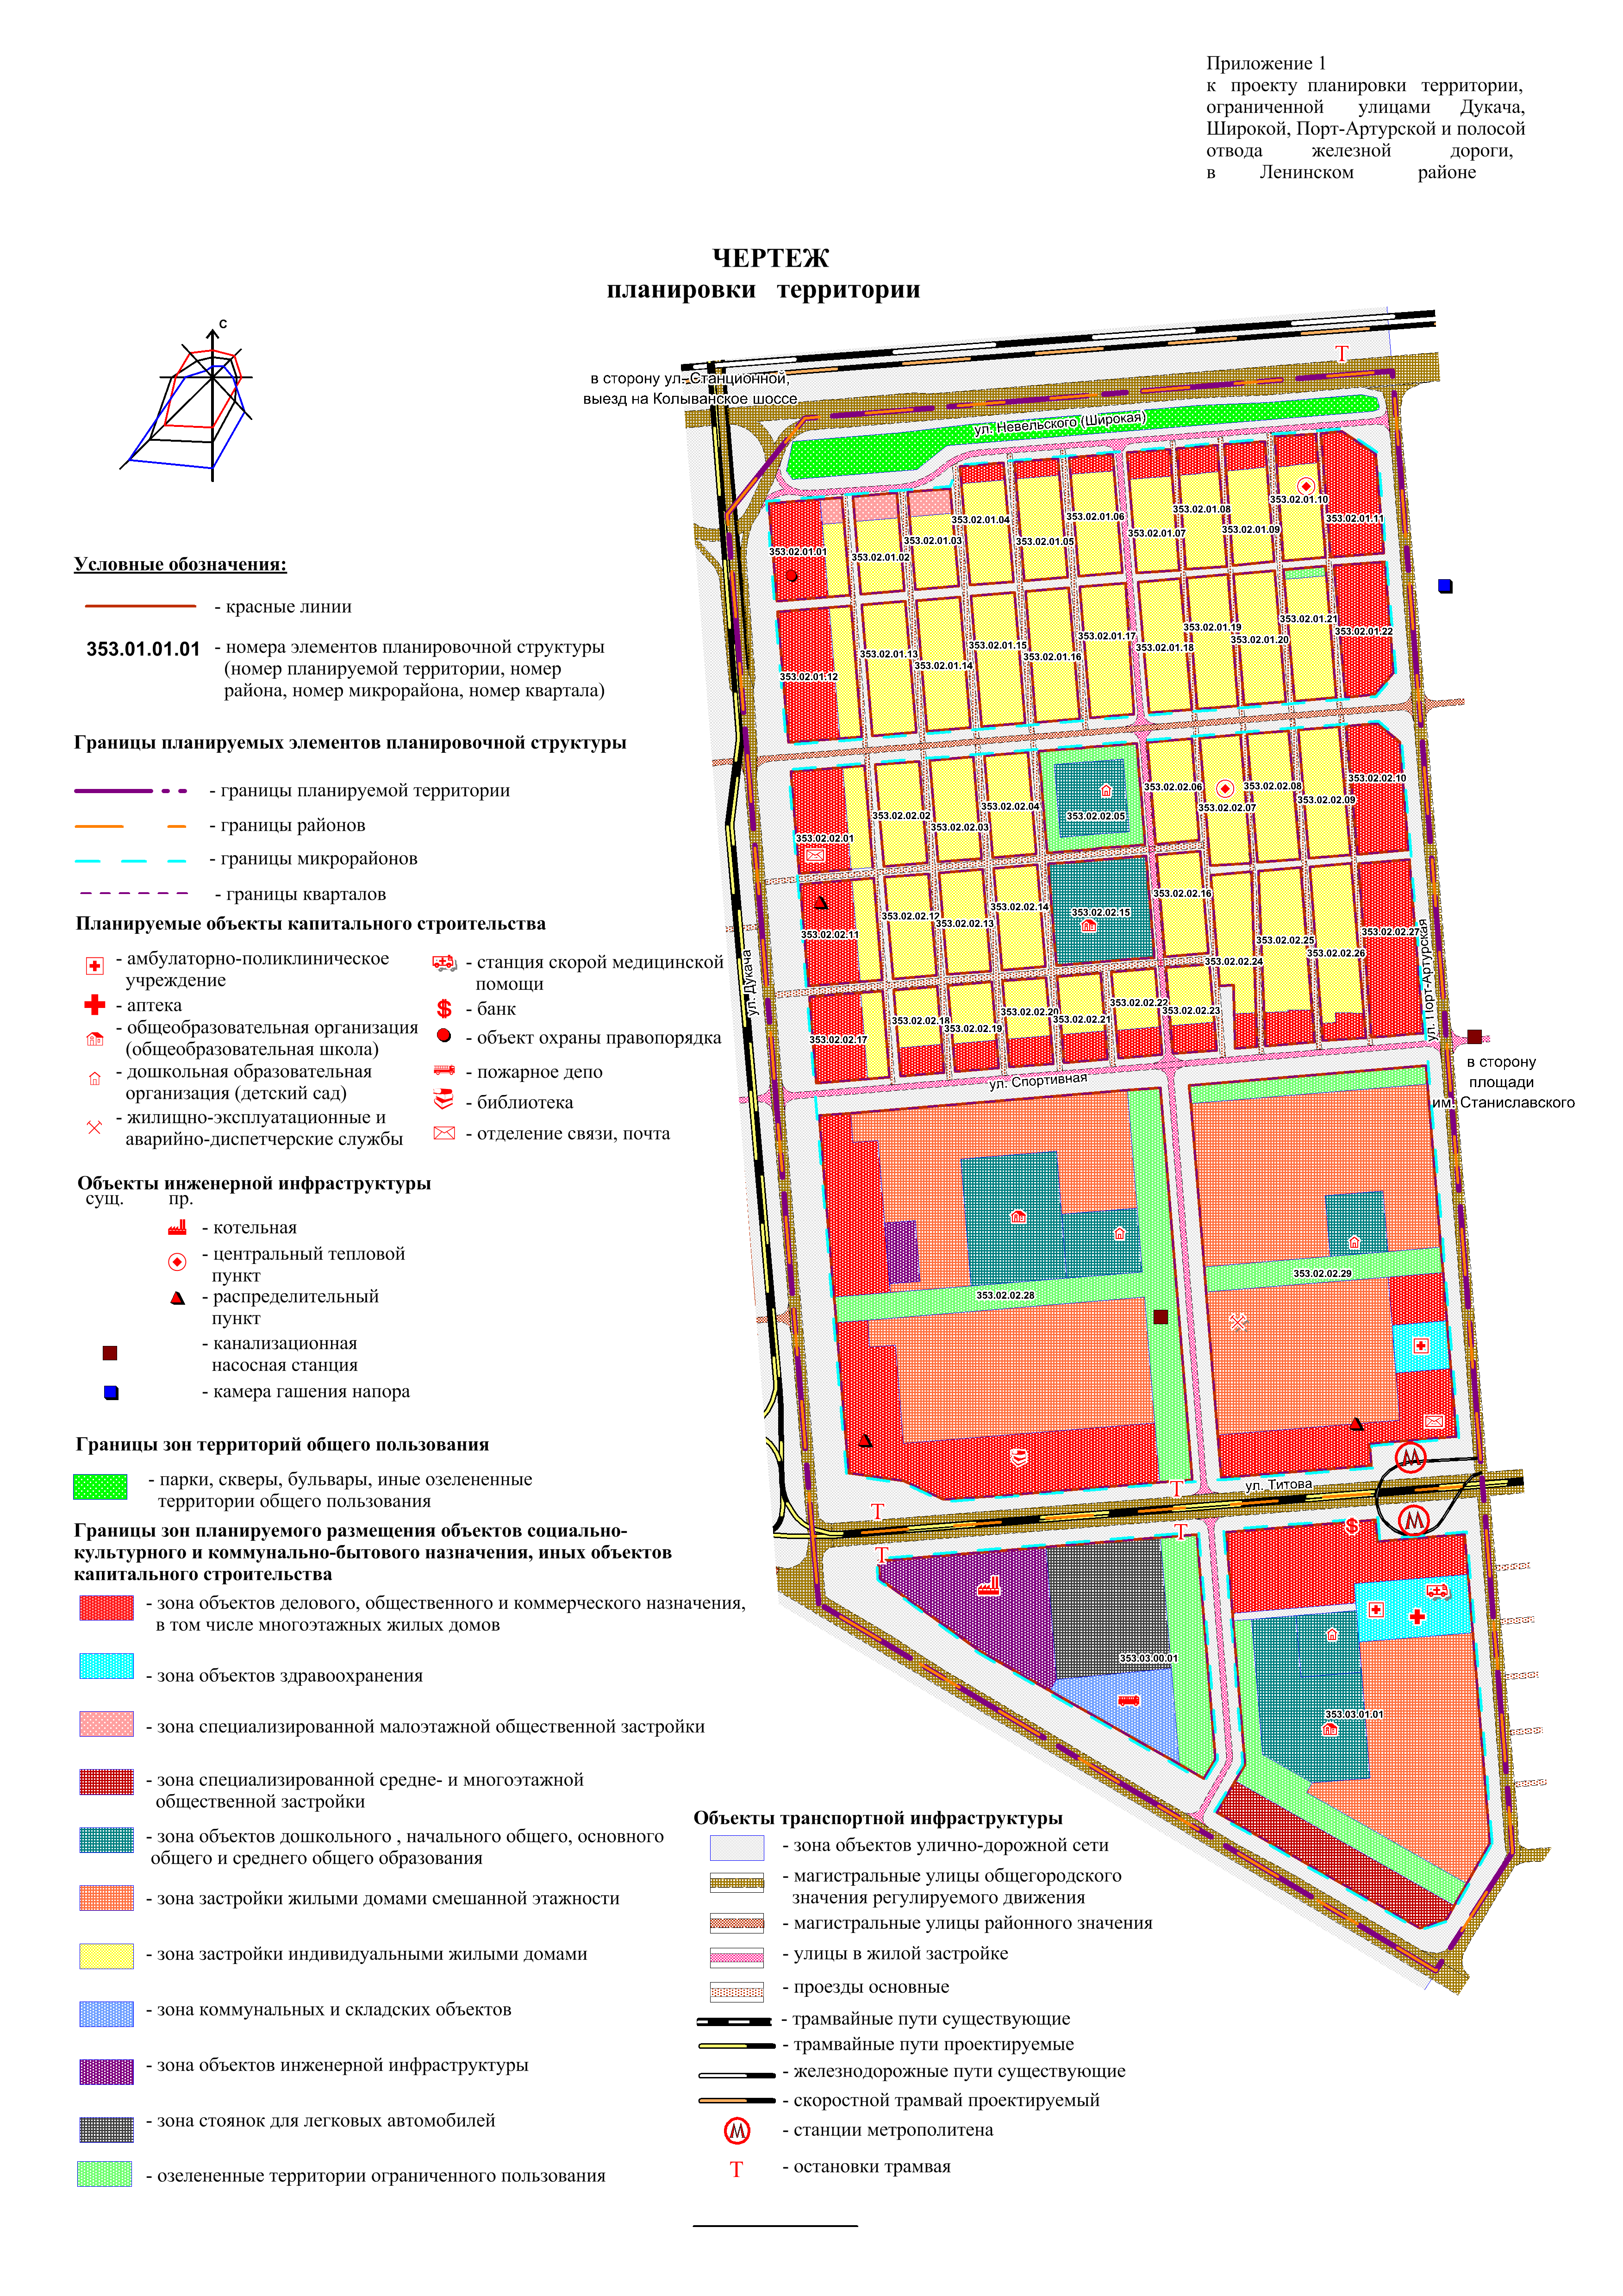 Приложение 1
к проекту планировки территории,
ограниченной улицами Дукача,
Широкой, Порт-Артурской и полосой
отвода железной дороги,
в Ленинском районе
ЧЕРТЕЖ
планировки территории
С
в сторону ул. Станционной,
выезд на Колыванское шоссе
Т
ул. Невельского (Широкая)
353.02.01.01
353.02.01.02
353.02.01.03
353.02.01.04
353.02.01.05
353.02.01.06
353.02.01.07
353.02.01.08
353.02.01.09
353.02.01.10
353.02.01.11
353.02.01.12
353.02.01.13
353.02.01.14
353.02.01.15
353.02.01.16
353.02.01.17
353.02.01.18
353.02.01.19
353.02.01.20
353.02.01.21
353.02.01.22
353.02.02.01
353.02.02.02
353.02.02.03
353.02.02.04
353.02.02.05
353.02.02.06
353.02.02.07
353.02.02.08
353.02.02.09
353.02.02.10
353.02.02.11
353.02.02.12
353.02.02.13
353.02.02.14
353.02.02.15
353.02.02.16
353.02.02.24
353.02.02.25
353.02.02.26
353.02.02.27
353.02.02.17
353.02.02.18
353.02.02.19
353.02.02.20
353.02.02.21
353.02.02.22
353.02.02.23
ул. Дукача
ул. Порт-Артурская
ул. Спортивная
в сторону
площади
им. Станиславского
353.02.02.28
353.02.02.29
ул. Титова
Т
Т
Т
Т
353.03.00.01
353.03.01.01
Условные обозначения:
- красные линии
353.01.01.01 - номера элементов планировочной структуры
(номер планируемой территории, номер
района, номер микрорайона, номер квартала)
Границы планируемых элементов планировочной структуры
- границы планируемой территории
- границы районов
- границы микрорайонов
- границы кварталов
Планируемые объекты капитального строительства
- амбулаторно-поликлиническое
учреждение
- аптека
- общеобразовательная организация
(общеобразовательная школа)
- дошкольная образовательная
организация (детский сад)
- жилищно-эксплуатационные и
аварийно-диспетчерские службы
- станция скорой медицинской
помощи
- банк
- объект охраны правопорядка
- пожарное депо
- библиотека
- отделение связи, почта
Объекты инженерной инфраструктуры
сущ. пр.
- котельная
- центральный тепловой
пункт
- распределительный
пункт
- канализационная
насосная станция
- камера гашения напора
Границы зон территорий общего пользования
- парки, скверы, бульвары, иные озелененные
территории общего пользования
Границы зон планируемого размещения объектов социально-
культурного и коммунально-бытового назначения, иных объектов
капитального строительства
- зона объектов делового, общественного и коммерческого назначения,
в том числе многоэтажных жилых домов
- зона объектов здравоохранения
- зона специализированной малоэтажной общественной застройки
- зона специализированной средне- и многоэтажной
общественной застройки
- зона объектов дошкольного , начального общего, основного
общего и среднего общего образования
- зона застройки жилыми домами смешанной этажности
- зона застройки индивидуальными жилыми домами
- зона коммунальных и складских объектов
- зона объектов инженерной инфраструктуры
- зона стоянок для легковых автомобилей
- озелененные территории ограниченного пользования
Объекты транспортной инфраструктуры
- зона объектов улично-дорожной сети
- магистральные улицы общегородского
значения регулируемого движения
- магистральные улицы районного значения
- улицы в жилой застройке
- проезды основные
- трамвайные пути существующие
- трамвайные пути проектируемые
- железнодорожные пути существующие
- скоростной трамвай проектируемый
- станции метрополитена
Т - остановки трамвая